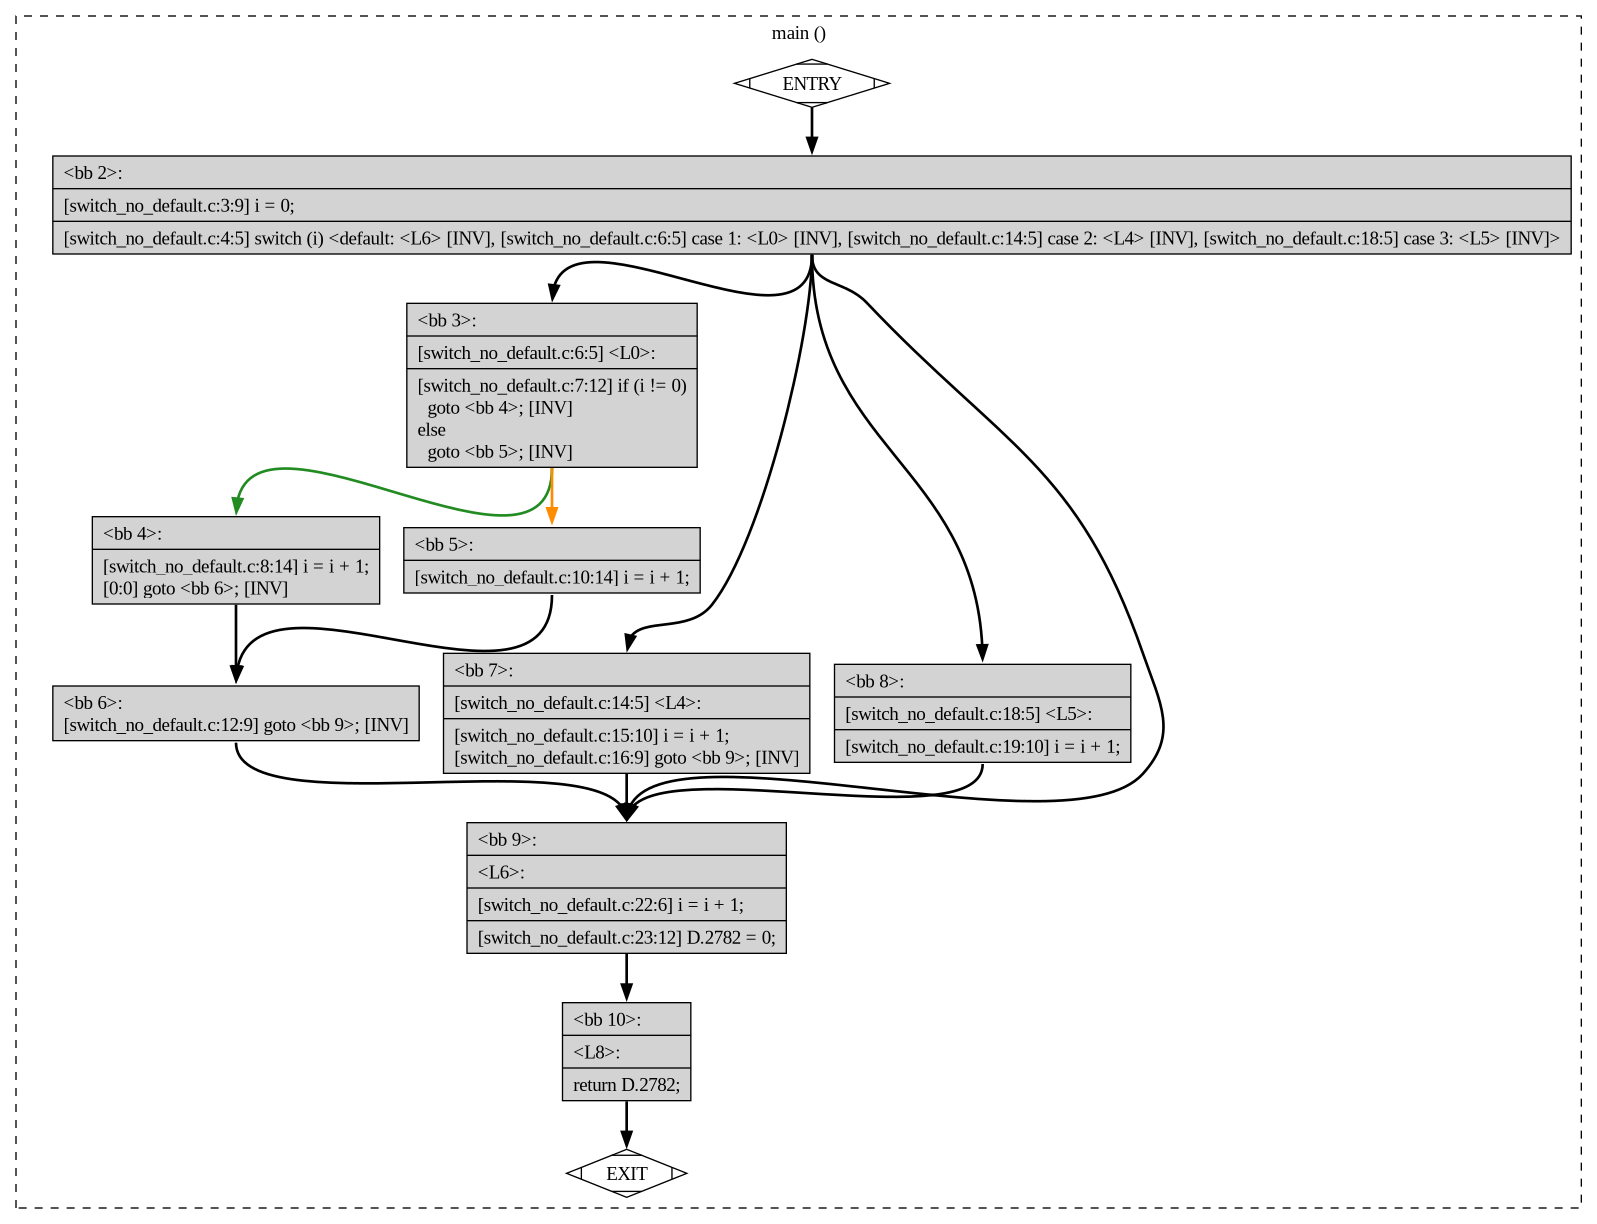 main ()
ENTRY
<bb 2>:
[switch_no_default.c:3:9] i = 0;
[switch_no_default.c:4:5] switch (i) <default: <L6> [INV], [switch_no_default.c:6:5] case 1: <L0> [INV], [switch_no_default.c:14:5] case 2: <L4> [INV], [switch_no_default.c:18:5] case 3: <L5> [INV]>
<bb 3>:
[switch_no_default.c:6:5] <L0>:
[switch_no_default.c:7:12] if (i != 0)
goto <bb 4>; [INV]
else
goto <bb 5>; [INV]
<bb 4>:
[switch_no_default.c:8:14] i = i + 1;
[0:0] goto <bb 6>; [INV]
<bb 5>:
[switch_no_default.c:10:14] i = i + 1;
<bb 6>:
[switch_no_default.c:12:9] goto <bb 9>; [INV]
<bb 7>:
[switch_no_default.c:14:5] <L4>:
[switch_no_default.c:15:10] i = i + 1;
[switch_no_default.c:16:9] goto <bb 9>; [INV]
<bb 8>:
[switch_no_default.c:18:5] <L5>:
[switch_no_default.c:19:10] i = i + 1;
<bb 9>:
<L6>:
[switch_no_default.c:22:6] i = i + 1;
[switch_no_default.c:23:12] D.2782 = 0;
<bb 10>:
<L8>:
return D.2782;
EXIT